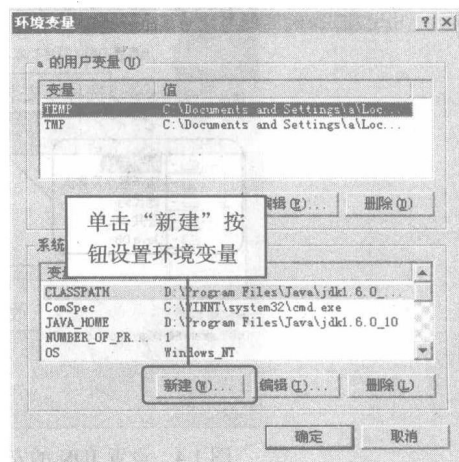 环境变量
a 的用户变量(U)
变量 值
TEMP C:\Documents and Settings\a\Loc...
TMP C:\Documents and Settings\a\Loc...
编辑(E)... 删除(D)
单击“新建”按
钮设置环境变量
系统
变
CLASSPATH D:\Program Files\Java\jdk1.6.0_...
ComSpec C:\WINNT\system32\cmd.exe
JAVA_HOME D:\Program Files\Java\jdk1.6.0_10
NUMBER_OF_PR... 1
OS Windows_NT
新建(W)... 编辑(I)... 删除(L)
确定 取消